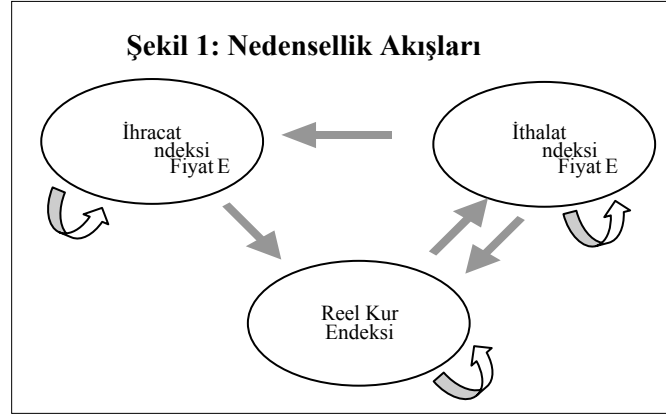 Şekil 1: Nedensellik Akışları
İhracat
ndeksi
Fiyat E
İthalat
ndeksi
Fiyat E
Reel Kur
Endeksi